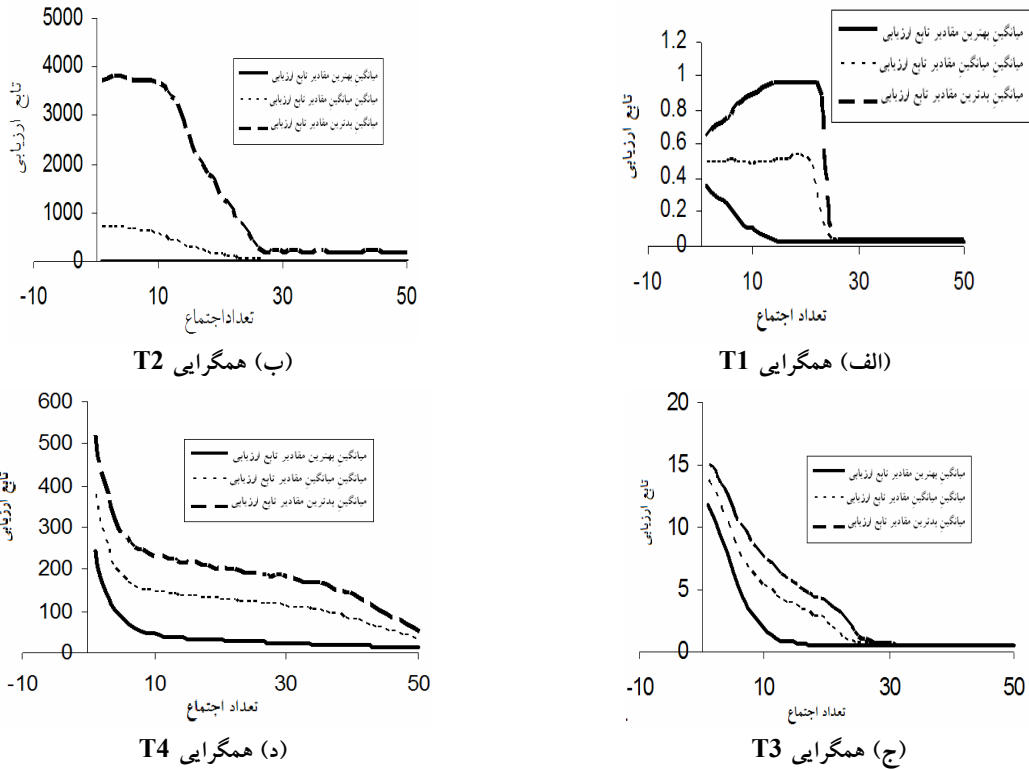 میانگین بهترین مقادیر تابع ارزیابی
میانگین میانگین مقادیر تابع ارزیابی
میانگین بدترین مقادیر تابع ارزیابی
تابع ارزیابی
1.2
1
0.8
0.6
0.4
0.2
0
-10 10 30 50
تعداد اجتماع
(الف) همگرایی T1
میانگین بهترین مقادیر تابع ارزیابی
میانگین میانگین مقادیر تابع ارزیابی
میانگین بدترین مقادیر تابع ارزیابی
تابع ارزیابی
5000
4000
3000
2000
1000
0
-10 10 30 50
تعداداجتماع
(ب) همگرایی T2
میانگین بهترین مقادیر تابع ارزیابی
میانگین میانگین مقادیر تابع ارزیابی
میانگین بدترین مقادیر تابع ارزیابی
تابع ارزیابی
20
15
10
5
0
-10 10 30 50
تعداد اجتماع
(ج) همگرایی T3
میانگین بهترین مقادیر تابع ارزیابی
میانگین میانگین مقادیر تابع ارزیابی
میانگین بدترین مقادیر تابع ارزیابی
تابع ارزیابی
600
500
400
300
200
100
0
-10 10 30 50
تعداد اجتماع
(د) همگرایی T4